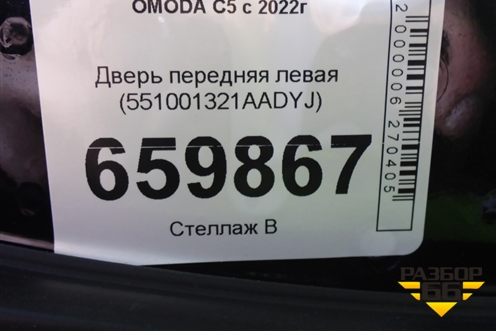 OMODA C5 с 2022г
Дверь передняя левая
(551001321AADYJ)
659867
Стеллаж В
2000006270405
РАЗБОР
66